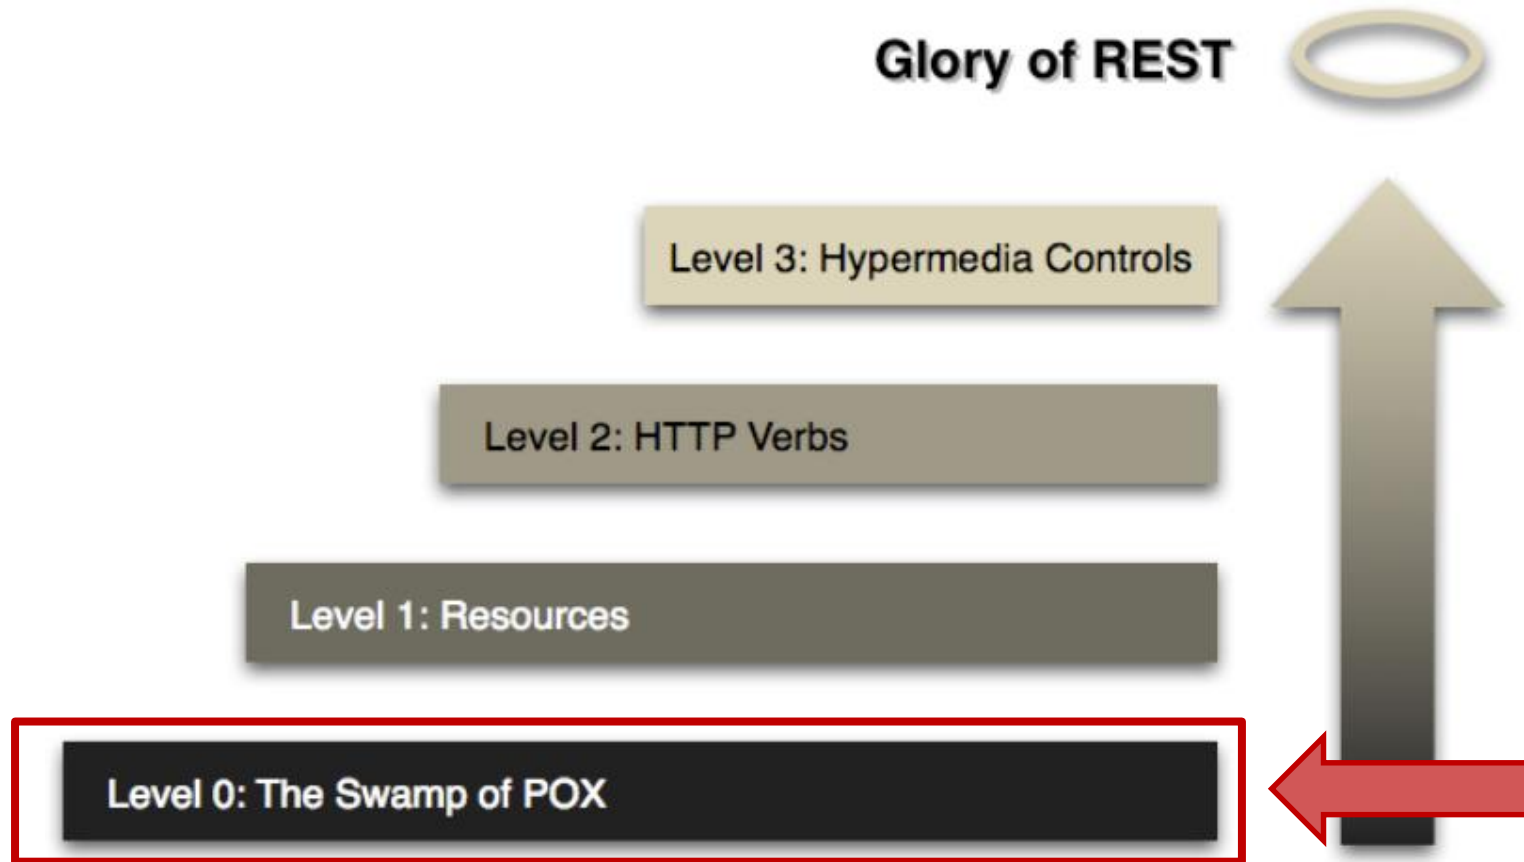 Glory of REST
Level 3: Hypermedia Controls
Level 2: HTTP Verbs
Level 1: Resources
Level 0: The Swamp of POX